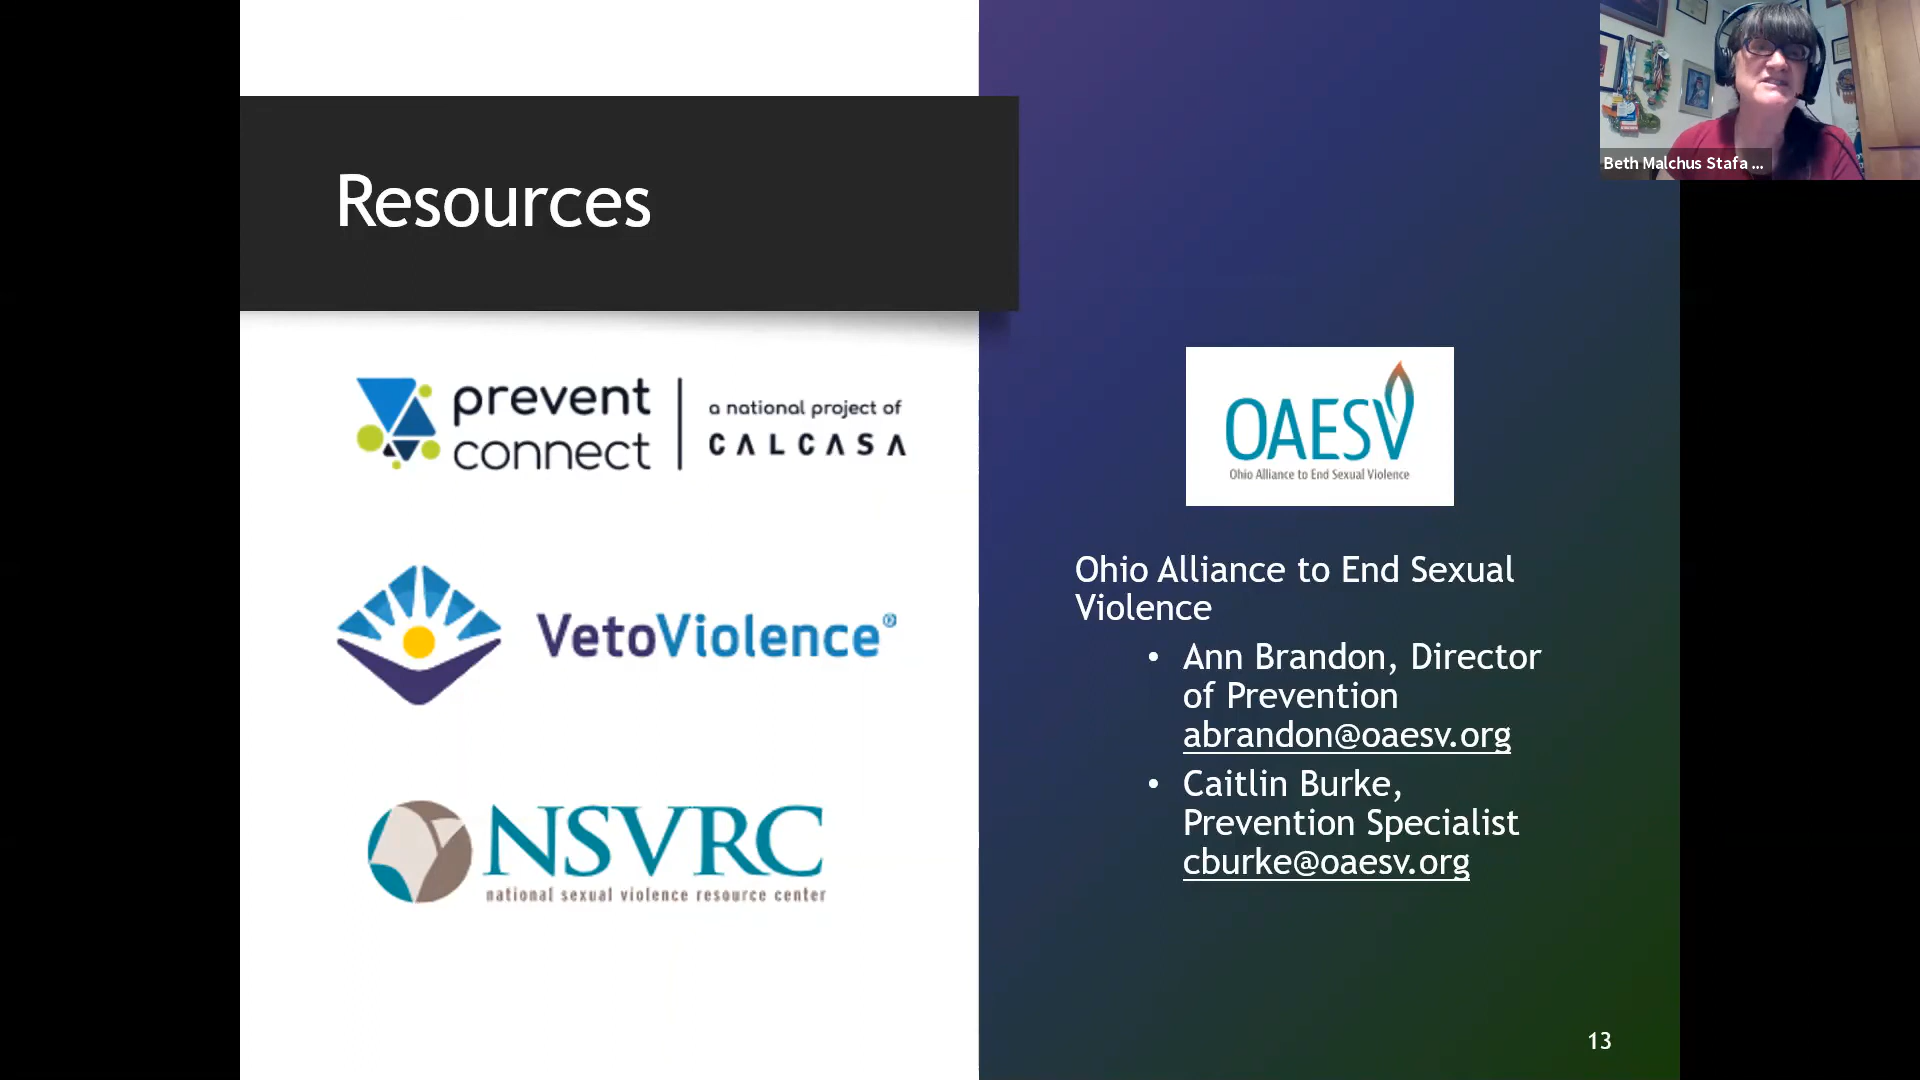 Resources
prevent
connect
a national project of
CALCASA
VetoViolence®
NSVRC
national sexual violence resource center
OAESV
Ohio Alliance to End Sexual Violence
Ohio Alliance to End Sexual
Violence
• Ann Brandon, Director
of Prevention
abrandon@oaesv.org
• Caitlin Burke,
Prevention Specialist
cburke@oaesv.org
13
Beth Malchus Stafa ...